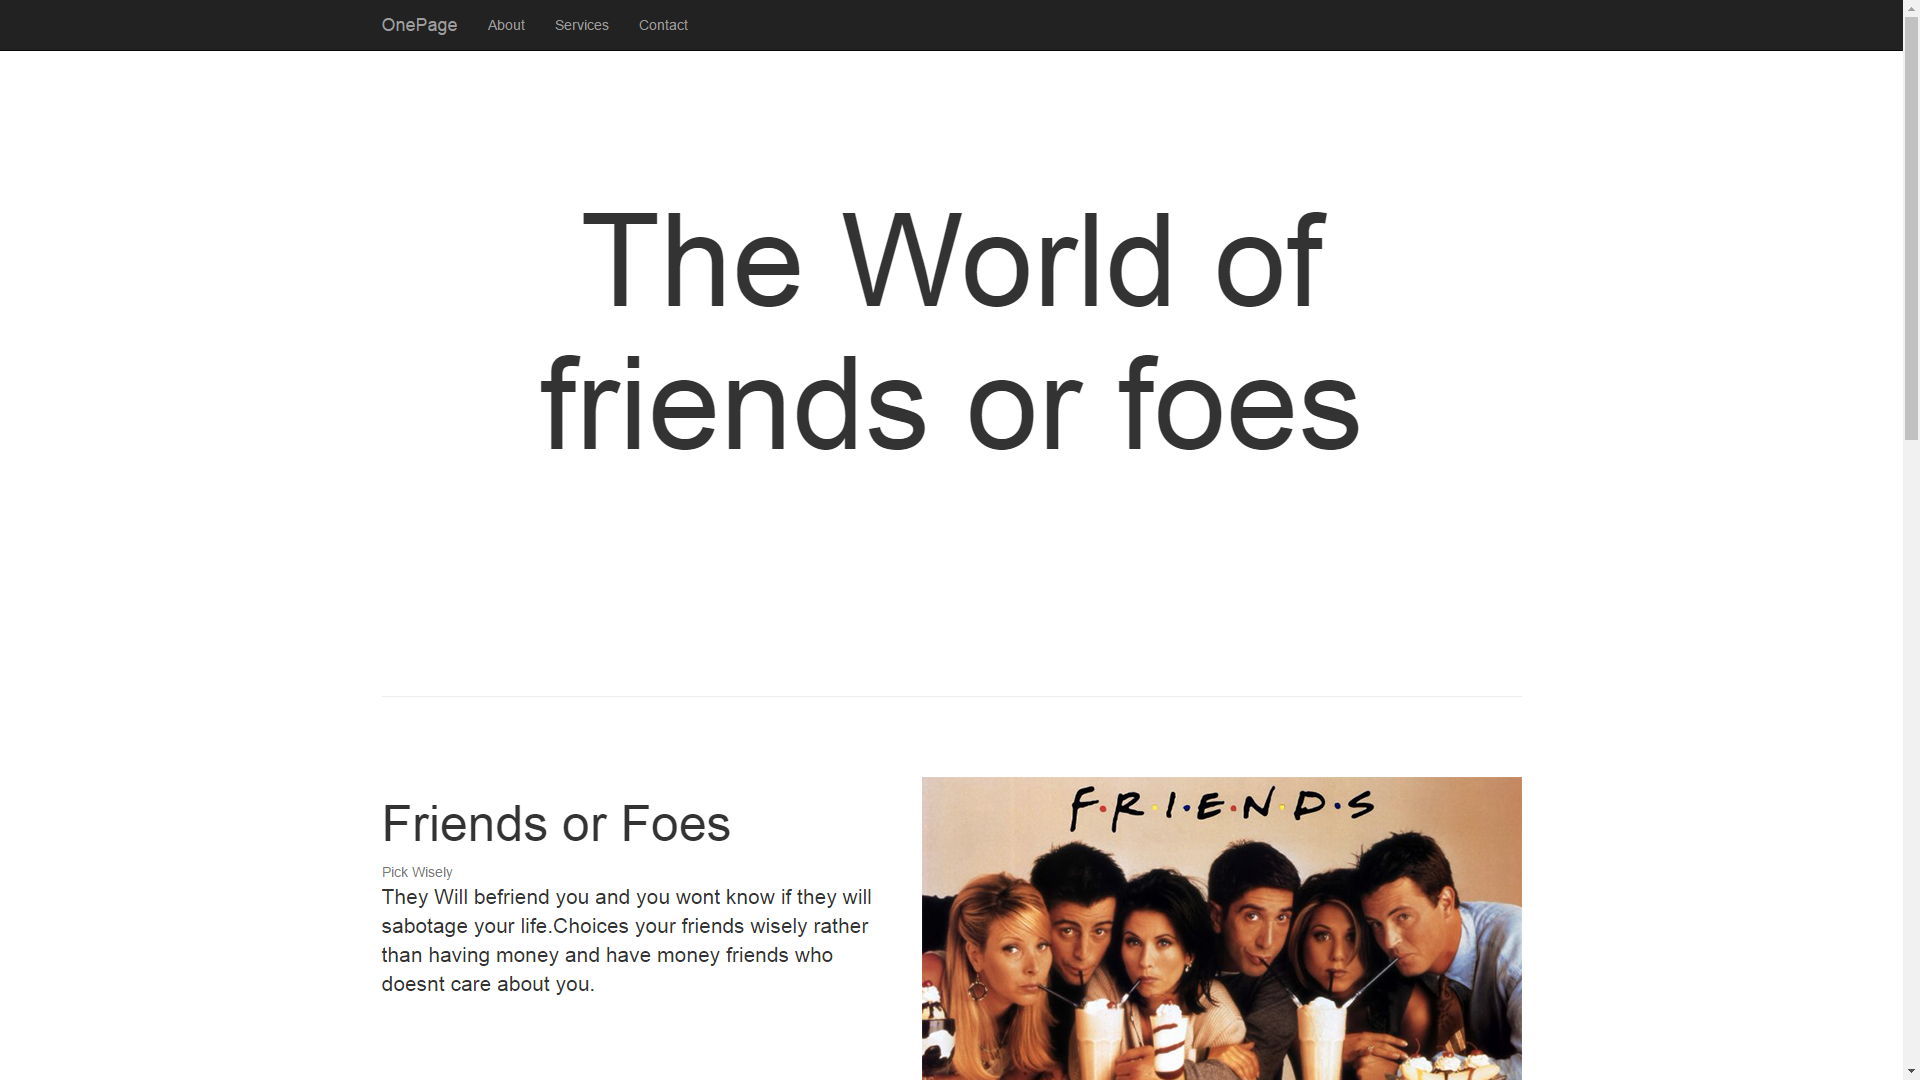 OnePage About Services Contact
The World of
friends or foes
Friends or Foes
Pick Wisely
They Will befriend you and you wont know if they will
sabotage your life.Choices your friends wisely rather
than having money and have money friends who
doesnt care about you.
F·R·I·E·N·D·S